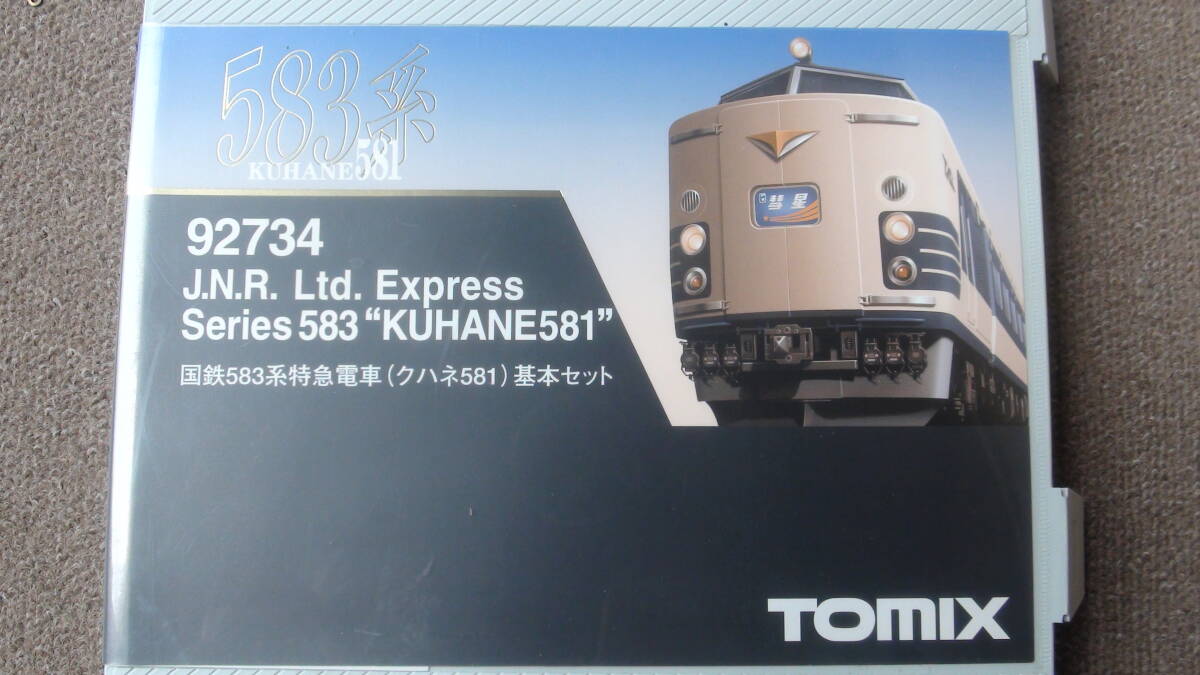 583系
KUHANE581
92734
J.N.R. Ltd. Express
Series 583 “KUHANE581”
国鉄583系特急電車（クハネ581）基本セット
彗星
TOMIX